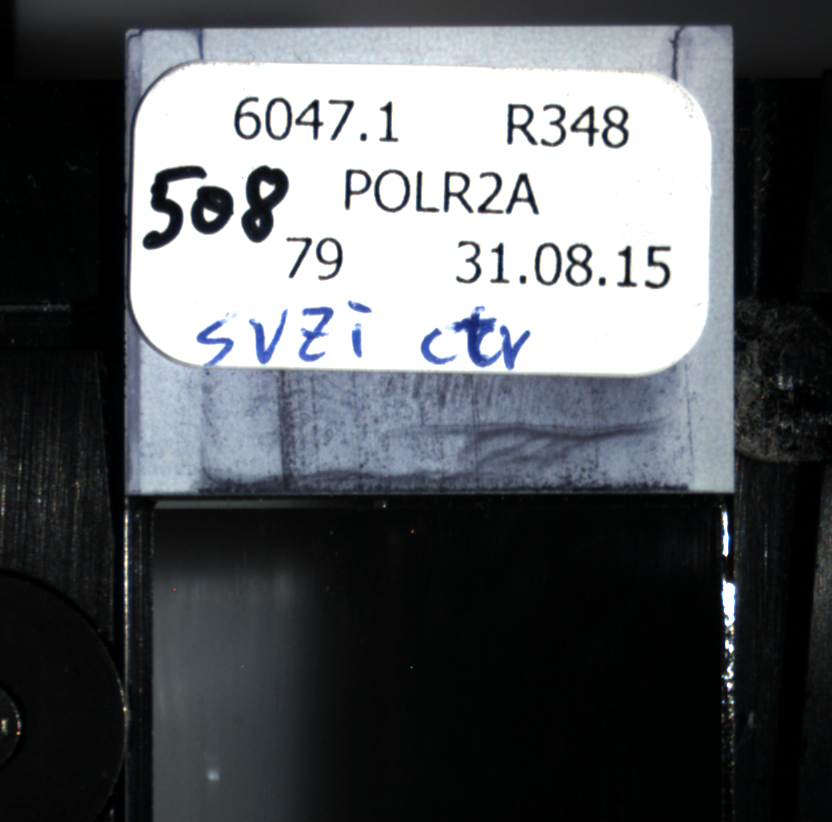 6047.1 R348
508 POLR2A
79 31.08.15
SVZi ctr